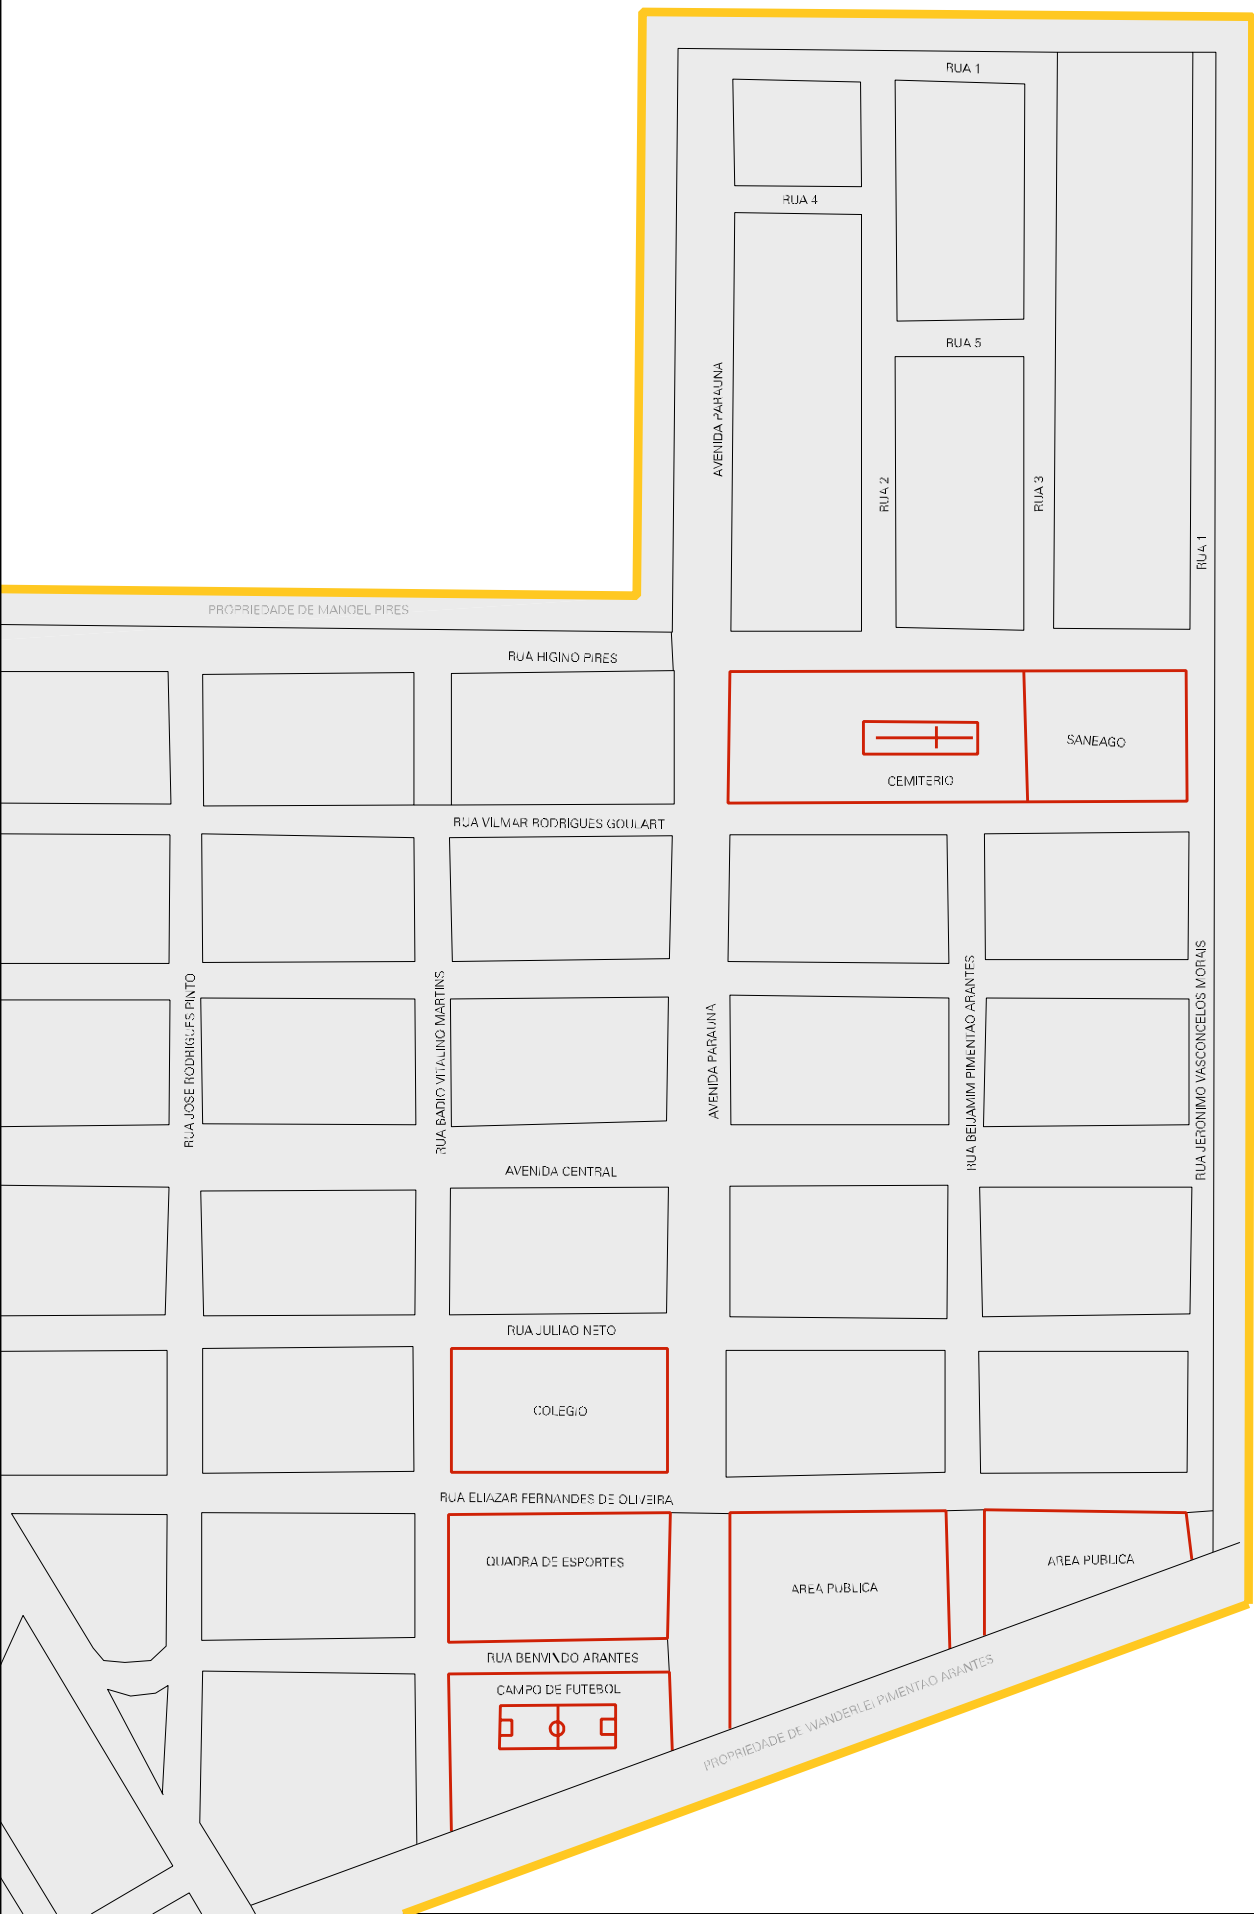 RUA 1
RUA 4
RUA 5
AVENIDA PARAUNA
RUA 2
RUA 3
RUA 1
PROPRIEDADE DE MANOEL PIRES
RUA HIGINO PIRES
SANEAGO
CEMITERIO
RUA VILMAR RODRIGUES GOULART
RUA JOSE RODRIGUES PINTO
RUA BADIO VITALINO MARTINS
AVENIDA PARAUNA
RUA BEIJAMIM PIMENTAO ARANTES
RUA JERONIMO VASCONCELOS MORAIS
AVENIDA CENTRAL
RUA JULIAO NETO
COLEGIO
RUA ELIAZAR FERNANDES DE OLIVEIRA
QUADRA DE ESPORTES
AREA PUBLICA
AREA PUBLICA
RUA BENVINDO ARANTES
CAMPO DE FUTEBOL
PROPRIEDADE DE WANDERLEI PIMENTAO ARANTES